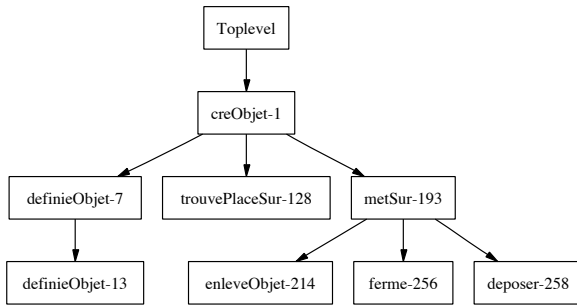 Toplevel
creObjet-1
definieObjet-7 trouvePlaceSur-128 metSur-193
definieObjet-13 enleveObjet-214 ferme-256 deposer-258